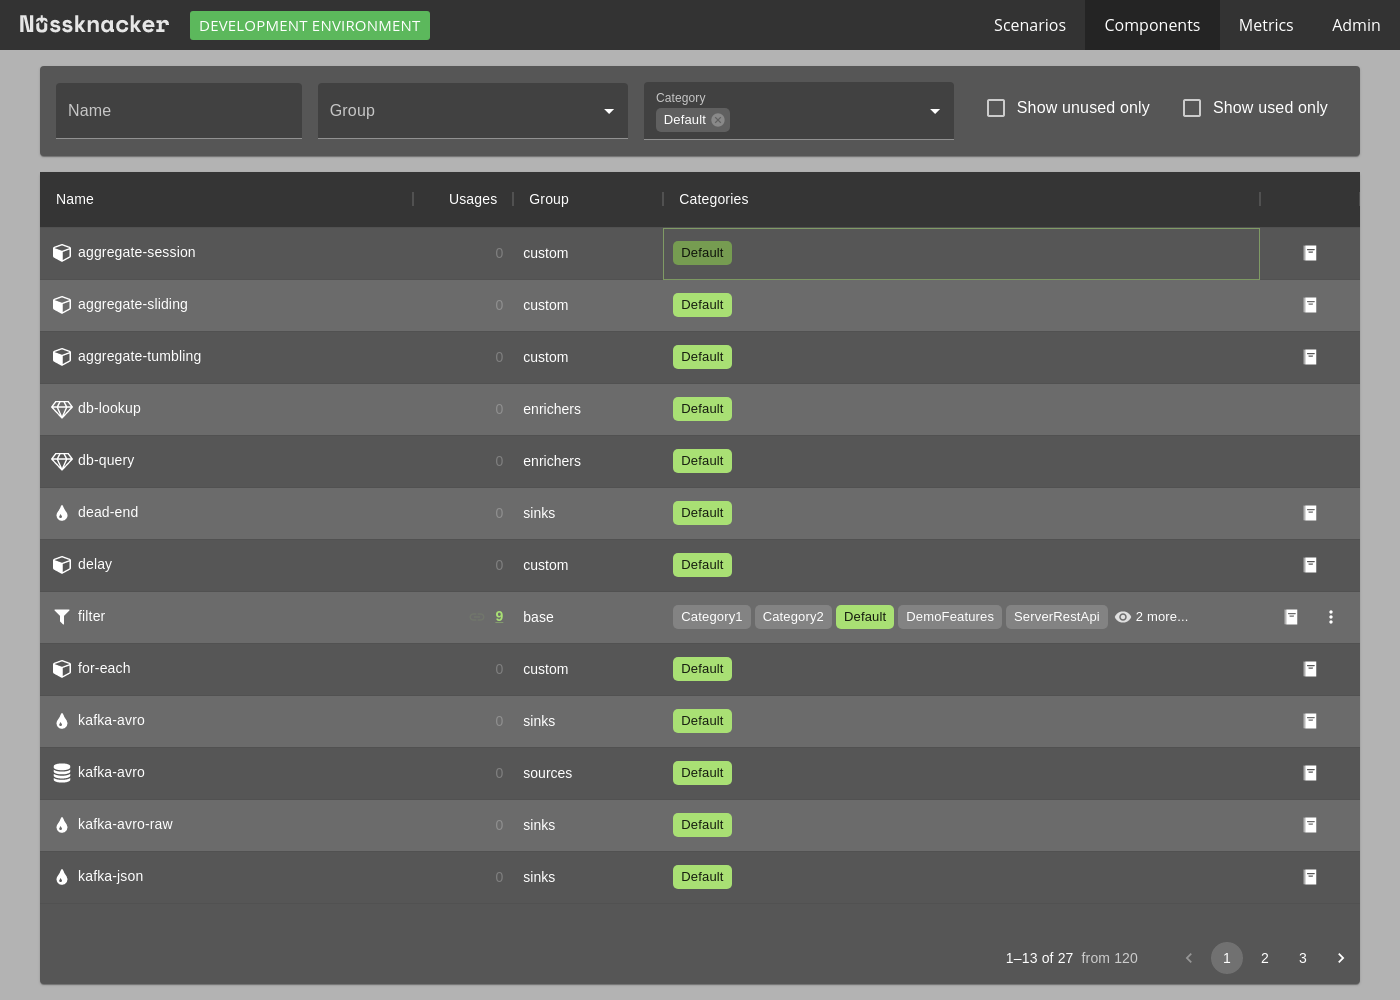 Nussknacker DEVELOPMENT ENVIRONMENT Scenarios Components Metrics Admin
Name Group Category Default Show unused only Show used only
Name Usages Group Categories
aggregate-session 0 custom Default
aggregate-sliding 0 custom Default
aggregate-tumbling 0 custom Default
db-lookup 0 enrichers Default
db-query 0 enrichers Default
dead-end 0 sinks Default
delay 0 custom Default
filter 9 base Category1 Category2 Default DemoFeatures ServerRestApi 2 more...
for-each 0 custom Default
kafka-avro 0 sinks Default
kafka-avro 0 sources Default
kafka-avro-raw 0 sinks Default
kafka-json 0 sinks Default
1–13 of 27 from 120 1 2 3